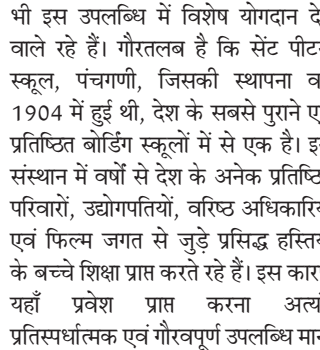 भी इस उपलब्धि में विशेष योगदान दे
वाले रहे हैं। गौरतलब है कि सेंट पीट
स्कूल, पंचगणी, जिसकी स्थापना व
1904 में हुई थी, देश के सबसे पुराने ए
प्रतिष्ठित बोर्डिंग स्कूलों में से एक है। इ
संस्थान में वर्षों से देश के अनेक प्रतिष्ठि
परिवारों, उद्योगपतियों, वरिष्ठ अधिकारि
एवं फिल्म जगत से जुड़े प्रसिद्ध हस्ति
के बच्चे शिक्षा प्राप्त करते रहे हैं। इस कार
यहाँ प्रवेश प्राप्त करना अत्यं
प्रतिस्पर्धात्मक एवं गौरवपूर्ण उपलब्धि मान